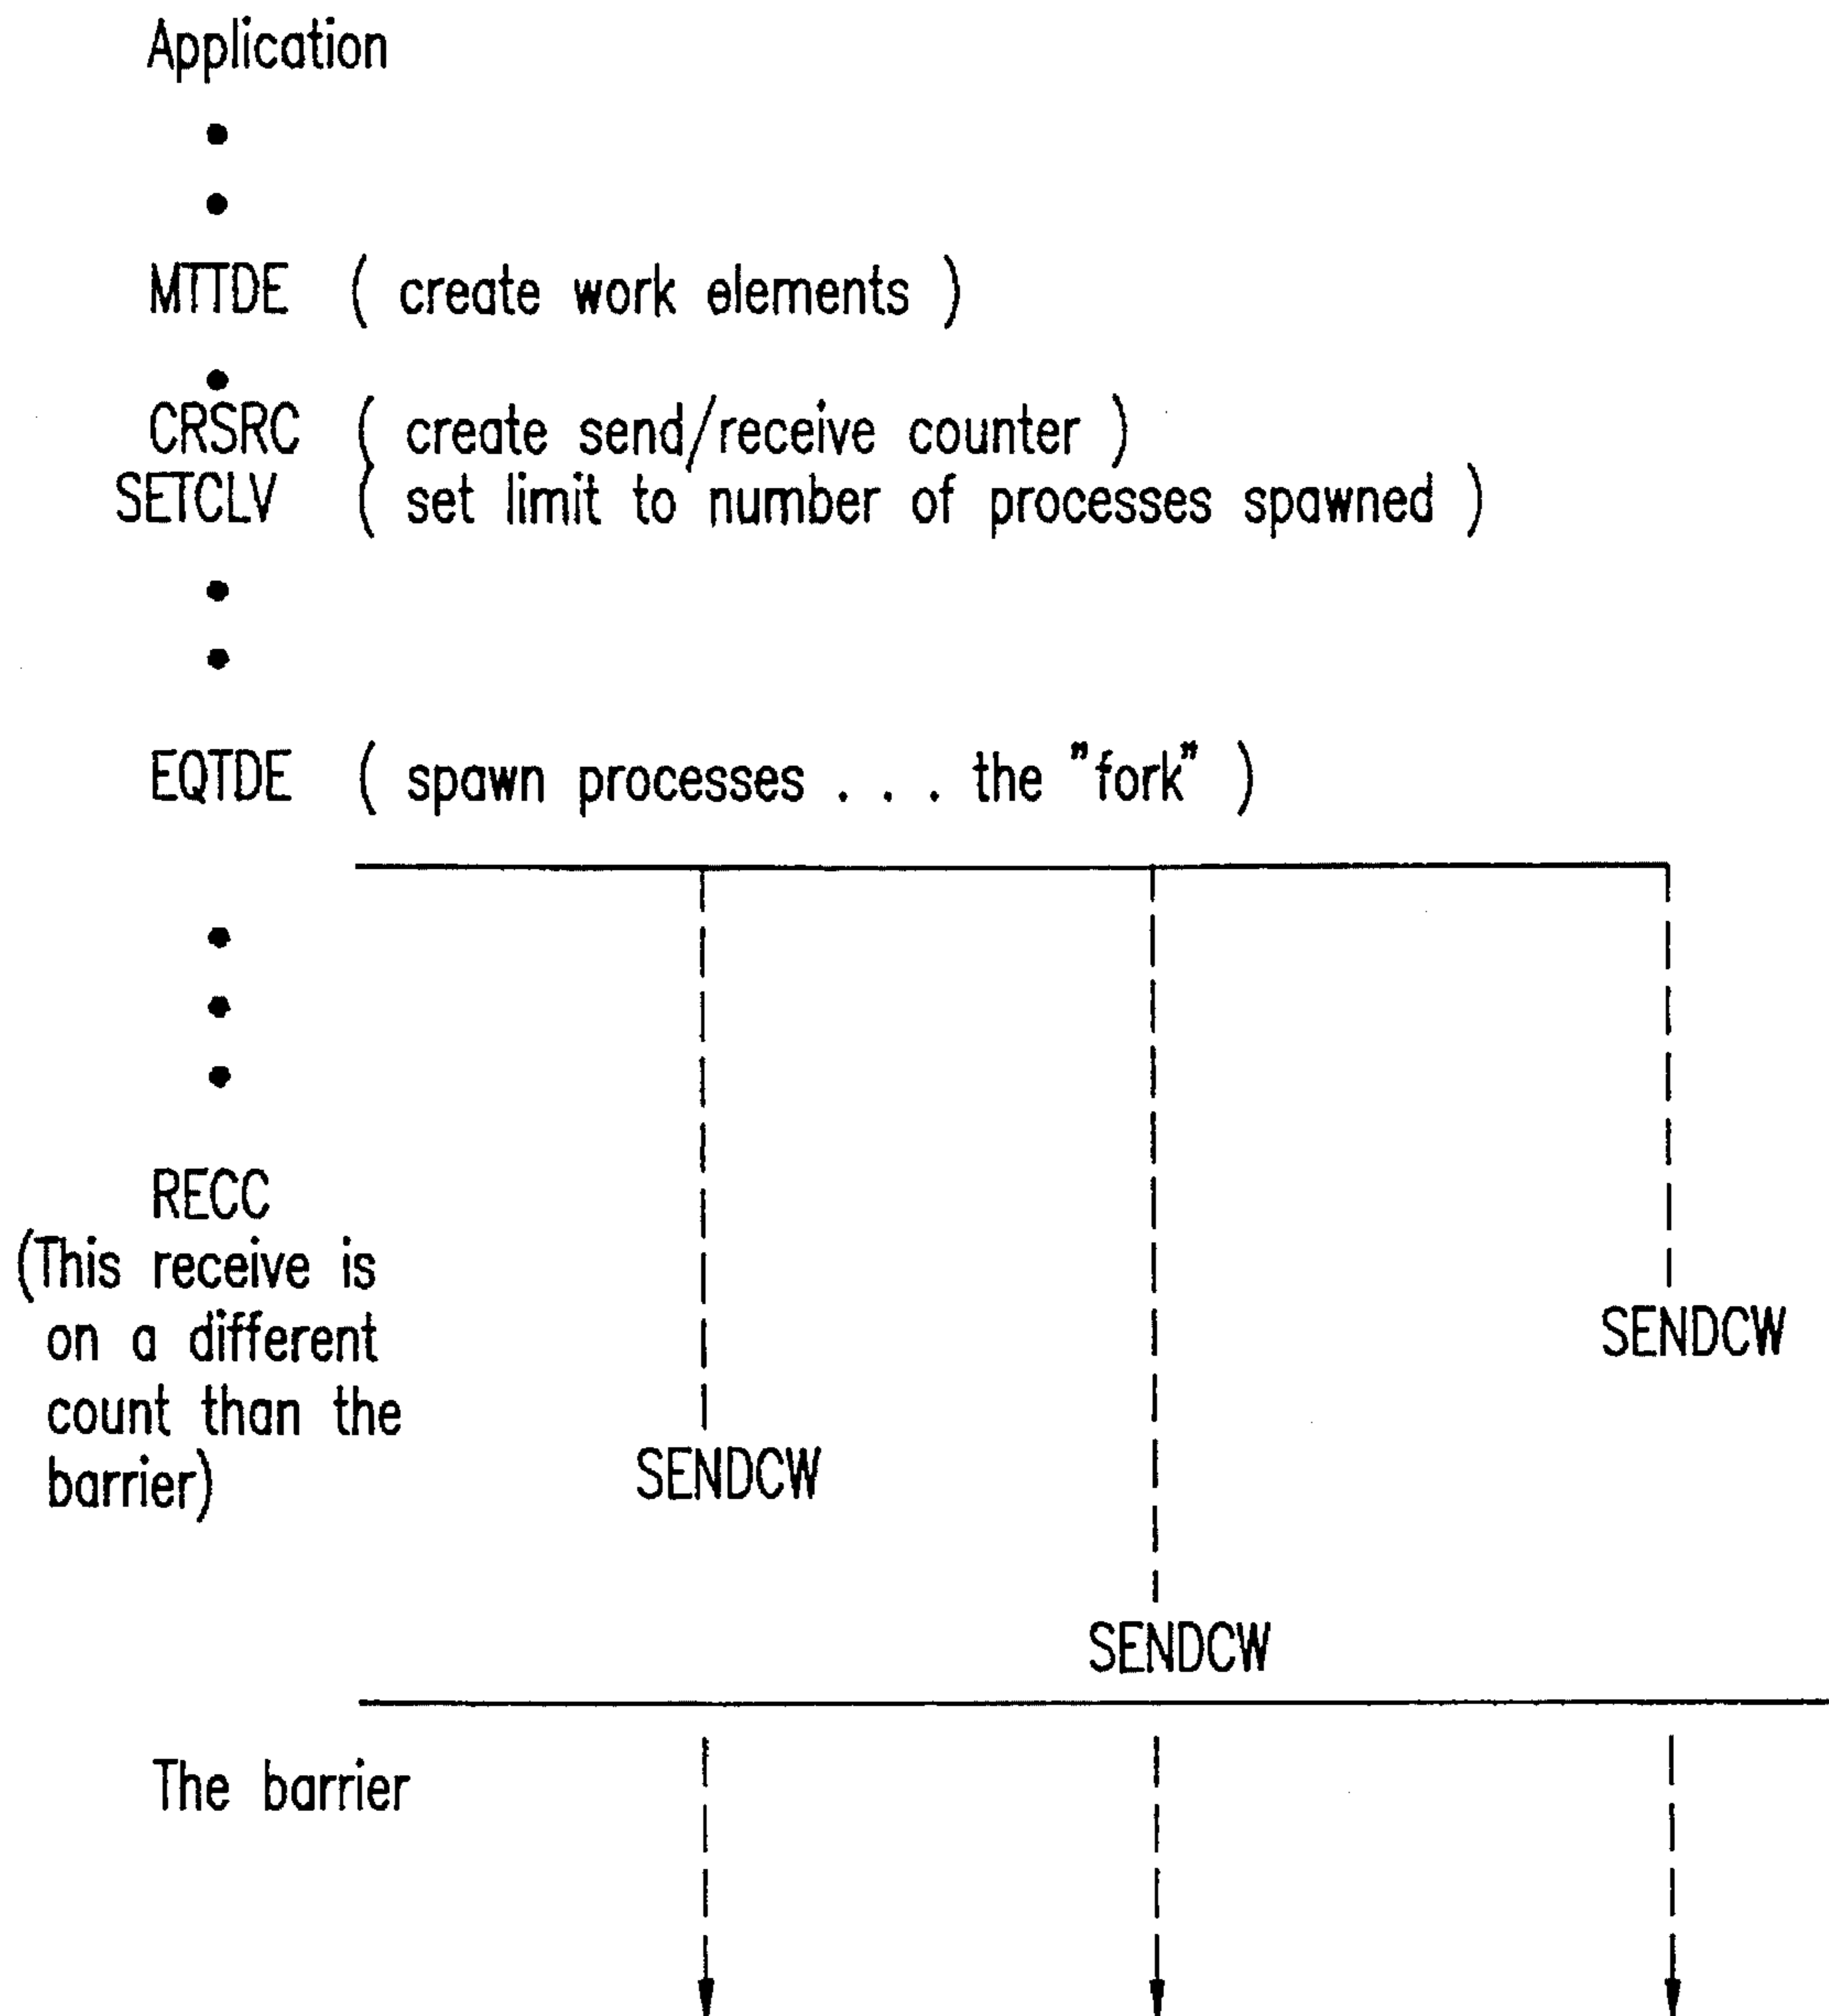 Application
MTTDE ( create work elements )
CRSRC ( create send/receive counter )
SETCLV ( set limit to number of processes spawned )
EQTDE ( spawn processes . . . the "fork" )
RECC
(This receive is
on a different
count than the
barrier)
SENDCW
SENDCW
SENDCW
The barrier